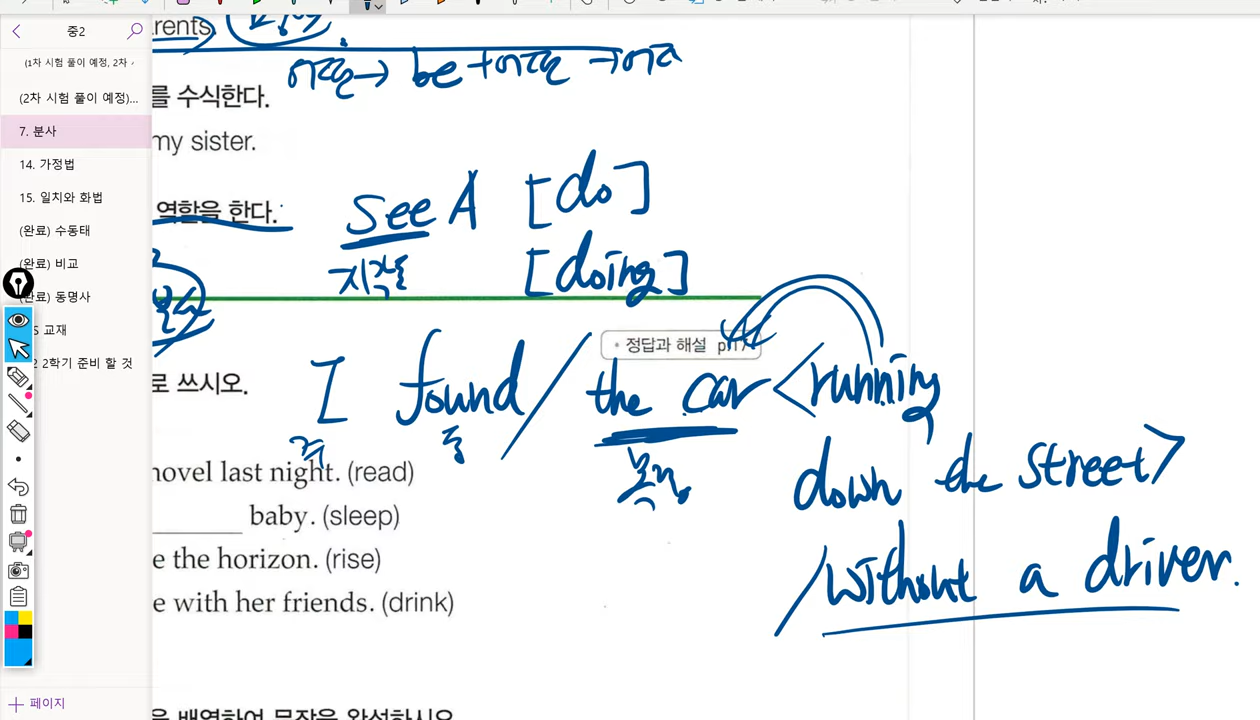 중2
(1차 시험 풀이 예정, 2차
(2차 시험 풀이 예정)...
7. 분사
14. 가정법
15. 일치와 화법
(완료) 수동태
(완료) 비교
료) 동명사
S 교재
2 2학기 준비 할 것
페이지
rents.
be +
를 수식한다.
my sister.
역할을 한다.
see A [do]
지각 [doing]
정답과 해설 p.17
로 쓰시오.
I found / the car <running
down the street>
/ without a driver.
novel last night. (read)
baby. (sleep)
e the horizon. (rise)
e with her friends. (drink)
을 배열하여 문장을 완성하시오